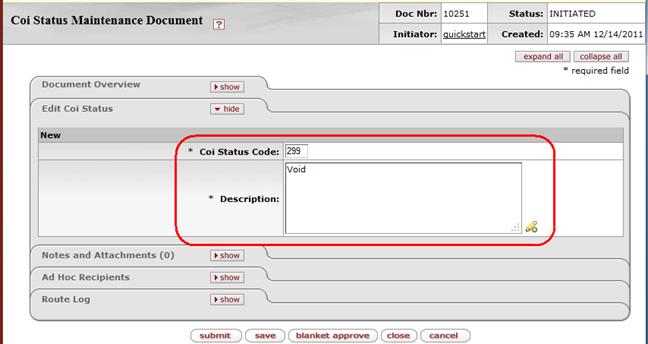 Coi Status Maintenance Document ?
Doc Nbr: 10251 Status: INITIATED
Initiator: quickstart Created: 09:35 AM 12/14/2011
expand all collapse all
* required field
Document Overview show
Edit Coi Status hide
New
* Coi Status Code: 299
* Description: Void
Notes and Attachments (0) show
Ad Hoc Recipients show
Route Log show
submit save blanket approve close cancel